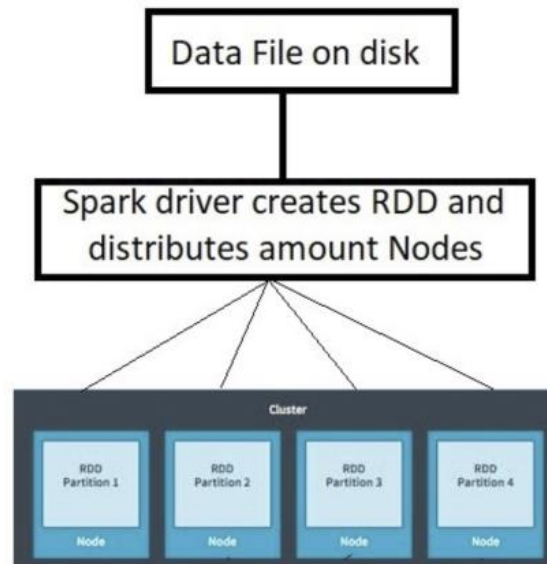 Data File on disk
Spark driver creates RDD and
distributes amount Nodes
Cluster
RDD
Partition 1
RDD
Partition 2
RDD
Partition 3
RDD
Partition 4
Node
Node
Node
Node